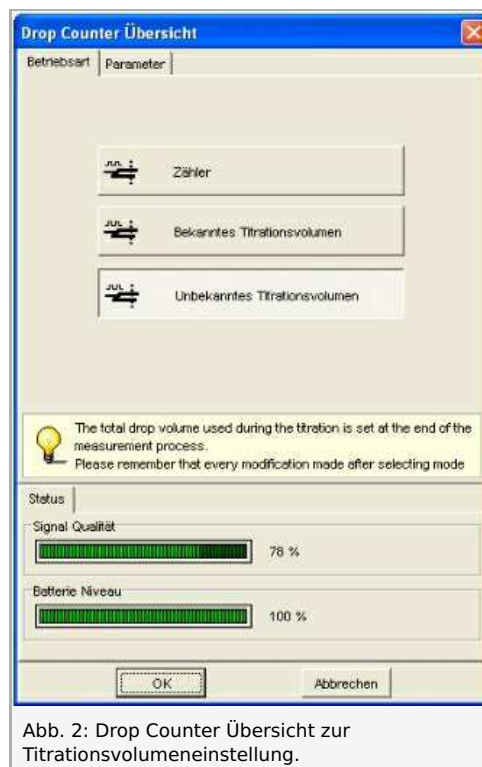 Drop Counter Übersicht
Betriebsart
Parameter
Zähler
Bekanntes Titrationsvolumen
Unbekanntes Titrationsvolumen
The total drop volume used during the titration is set at the end of the
measurement process.
Please remember that every modification made after selecting mode
Status
Signal Qualität
78 %
Batterie Niveau
100 %
OK
Abbrechen
Abb. 2: Drop Counter Übersicht zur
Titrationsvolumeneinstellung.